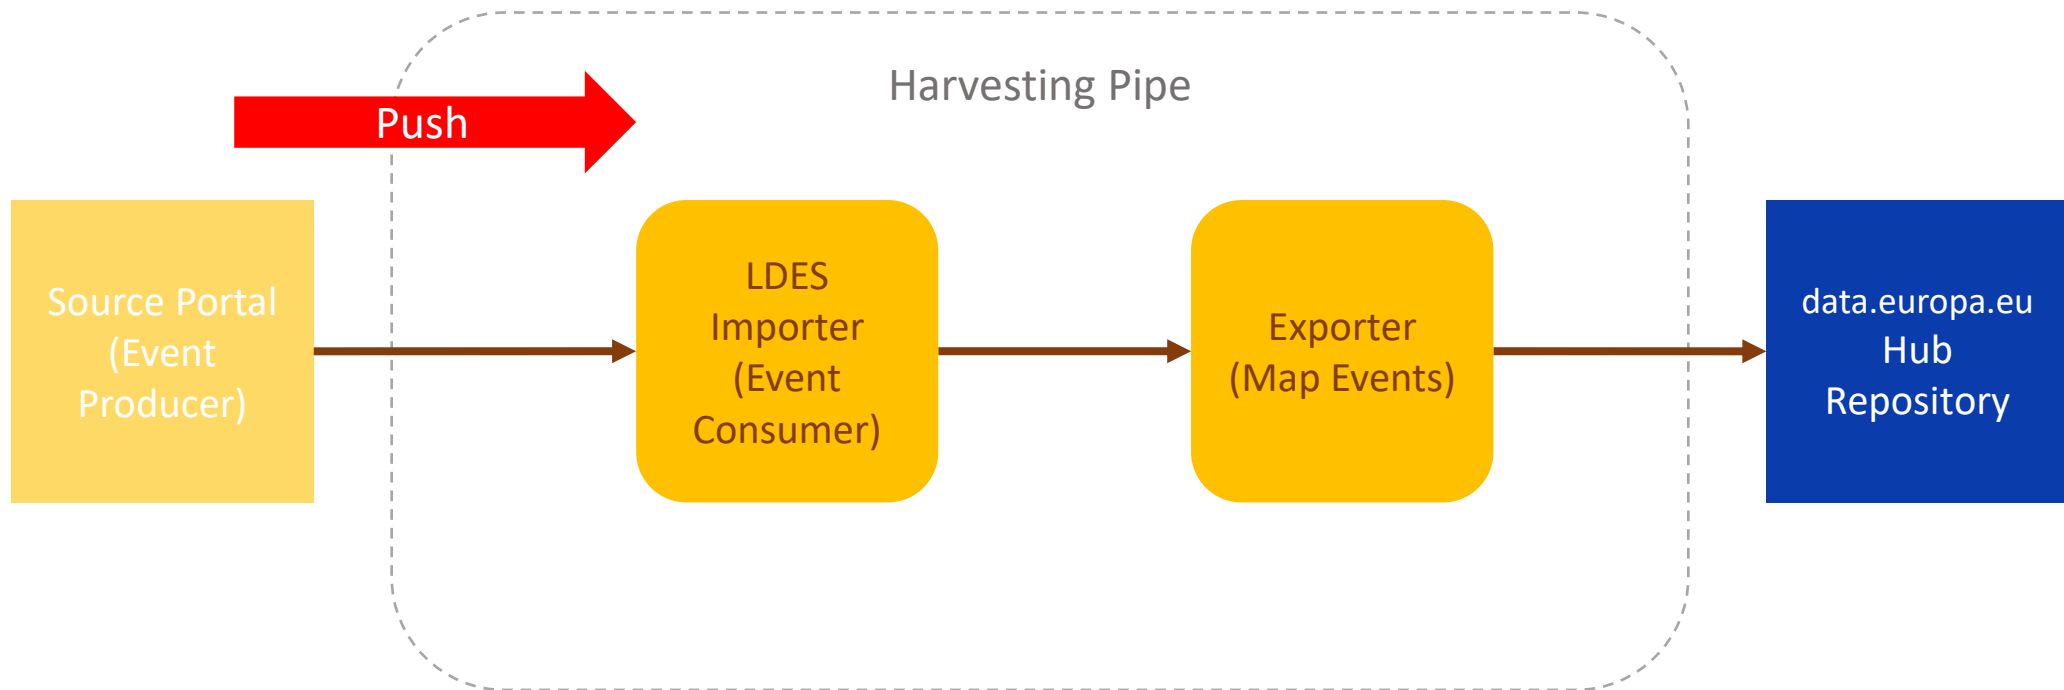 Harvesting Pipe
Push
Source Portal
(Event
Producer)
LDES
Importer
(Event
Consumer)
Exporter
(Map Events)
data.europa.eu
Hub
Repository